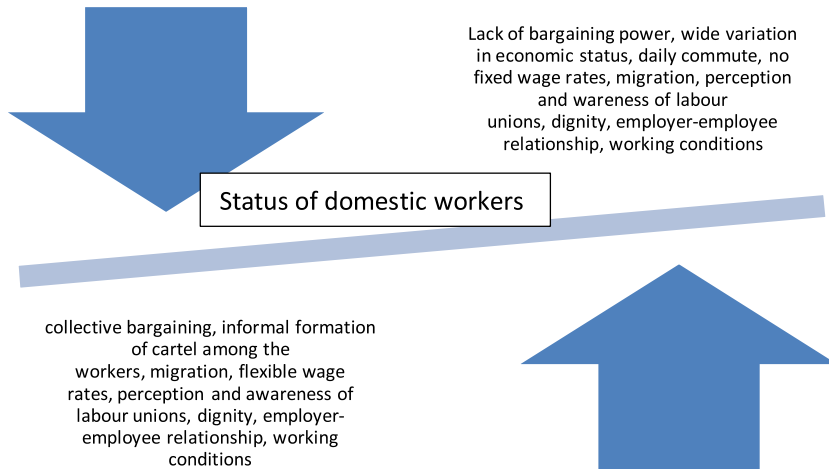 Lack of bargaining power, wide variation
in economic status, daily commute, no
fixed wage rates, migration, perception
and wareness of labour
unions, dignity, employer-employee
relationship, working conditions
Status of domestic workers
collective bargaining, informal formation
of cartel among the
workers, migration, flexible wage
rates, perception and awareness of
labour unions, dignity, employer-
employee relationship, working
conditions